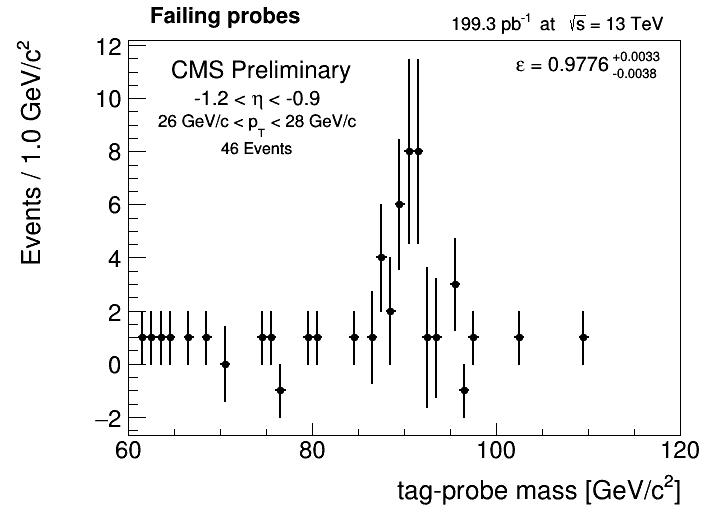 Failing probes
199.3 pb⁻¹ at √s = 13 TeV
Events / 1.0 GeV/c²
12
10
8
6
4
2
0
−2
CMS Preliminary
-1.2 < η < -0.9
26 GeV/c < p_T < 28 GeV/c
46 Events
ε = 0.9776 +0.0033 -0.0038
60 80 100 120
tag-probe mass [GeV/c²]